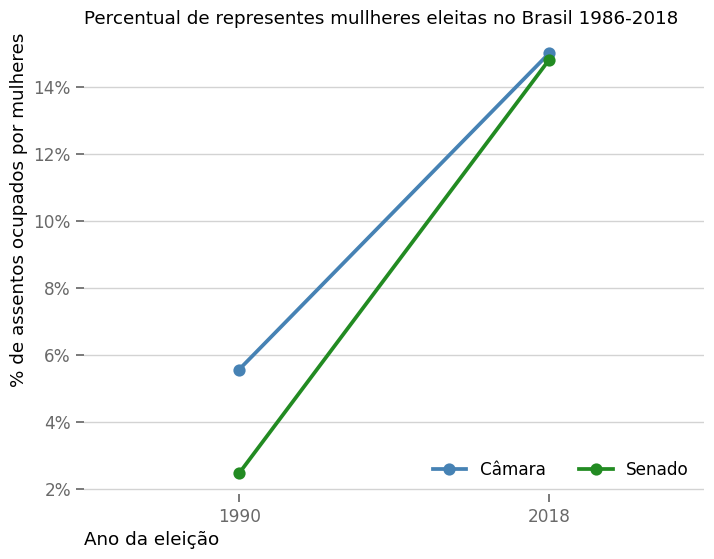 Percentual de representes mullheres eleitas no Brasil 1986-2018
% de assentos ocupados por mulheres
14%
12%
10%
8%
6%
4%
2%
Câmara
Senado
1990
2018
Ano da eleição